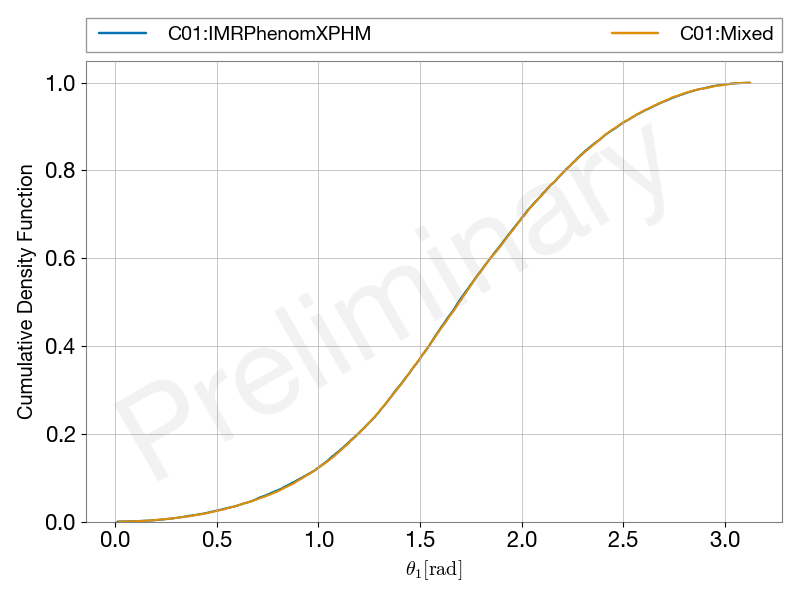 C01:IMRPhenomXPHM C01:Mixed
1.0
0.8
0.6
0.4
0.2
0.0
Cumulative Density Function
Preliminary
0.0 0.5 1.0 1.5 2.0 2.5 3.0
θ₁[rad]